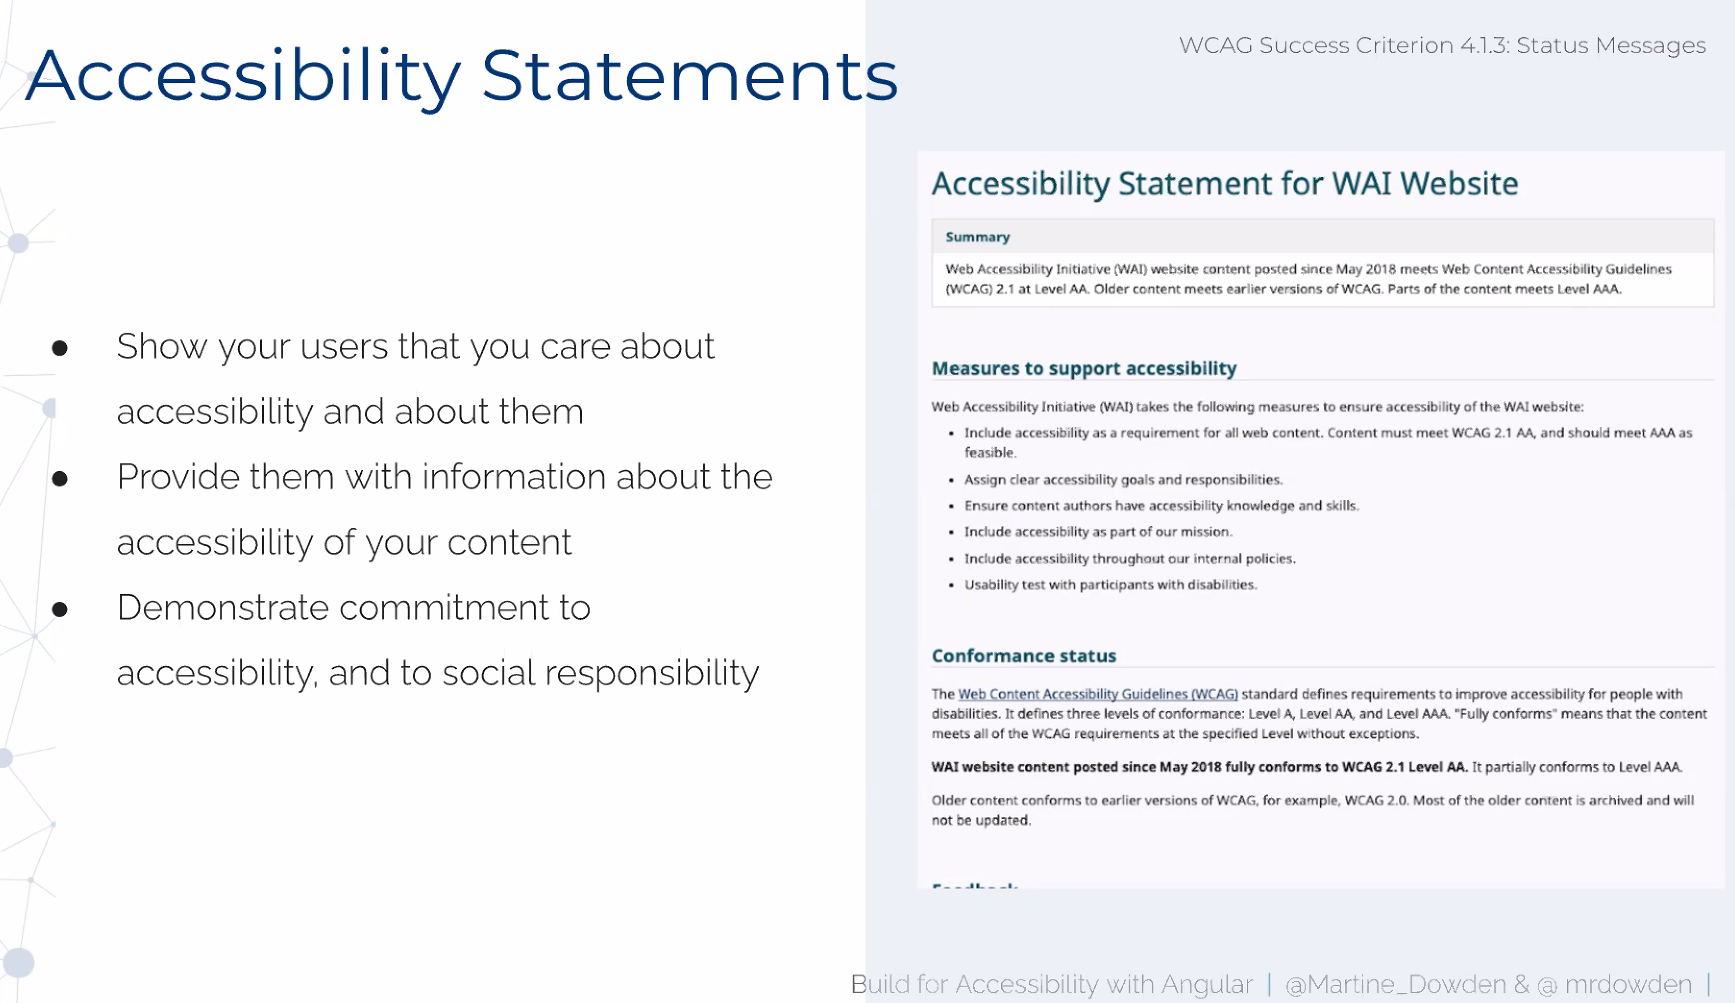 Accessibility Statements
WCAG Success Criterion 4.1.3: Status Messages
● Show your users that you care about
accessibility and about them
● Provide them with information about the
accessibility of your content
● Demonstrate commitment to
accessibility, and to social responsibility
Accessibility Statement for WAI Website
Summary
Web Accessibility Initiative (WAI) website content posted since May 2018 meets Web Content Accessibility Guidelines
(WCAG) 2.1 at Level AA. Older content meets earlier versions of WCAG. Parts of the content meets Level AAA.
Measures to support accessibility
Web Accessibility Initiative (WAI) takes the following measures to ensure accessibility of the WAI website:
• Include accessibility as a requirement for all web content. Content must meet WCAG 2.1 AA, and should meet AAA as
feasible.
• Assign clear accessibility goals and responsibilities.
• Ensure content authors have accessibility knowledge and skills.
• Include accessibility as part of our mission.
• Include accessibility throughout our internal policies.
• Usability test with participants with disabilities.
Conformance status
The Web Content Accessibility Guidelines (WCAG) standard defines requirements to improve accessibility for people with
disabilities. It defines three levels of conformance: Level A, Level AA, and Level AAA. "Fully conforms" means that the content
meets all of the WCAG requirements at the specified Level without exceptions.
WAI website content posted since May 2018 fully conforms to WCAG 2.1 Level AA. It partially conforms to Level AAA.
Older content conforms to earlier versions of WCAG, for example, WCAG 2.0. Most of the older content is archived and will
not be updated.
Feedback
Build for Accessibility with Angular | @Martine_Dowden & @ mrdowden |